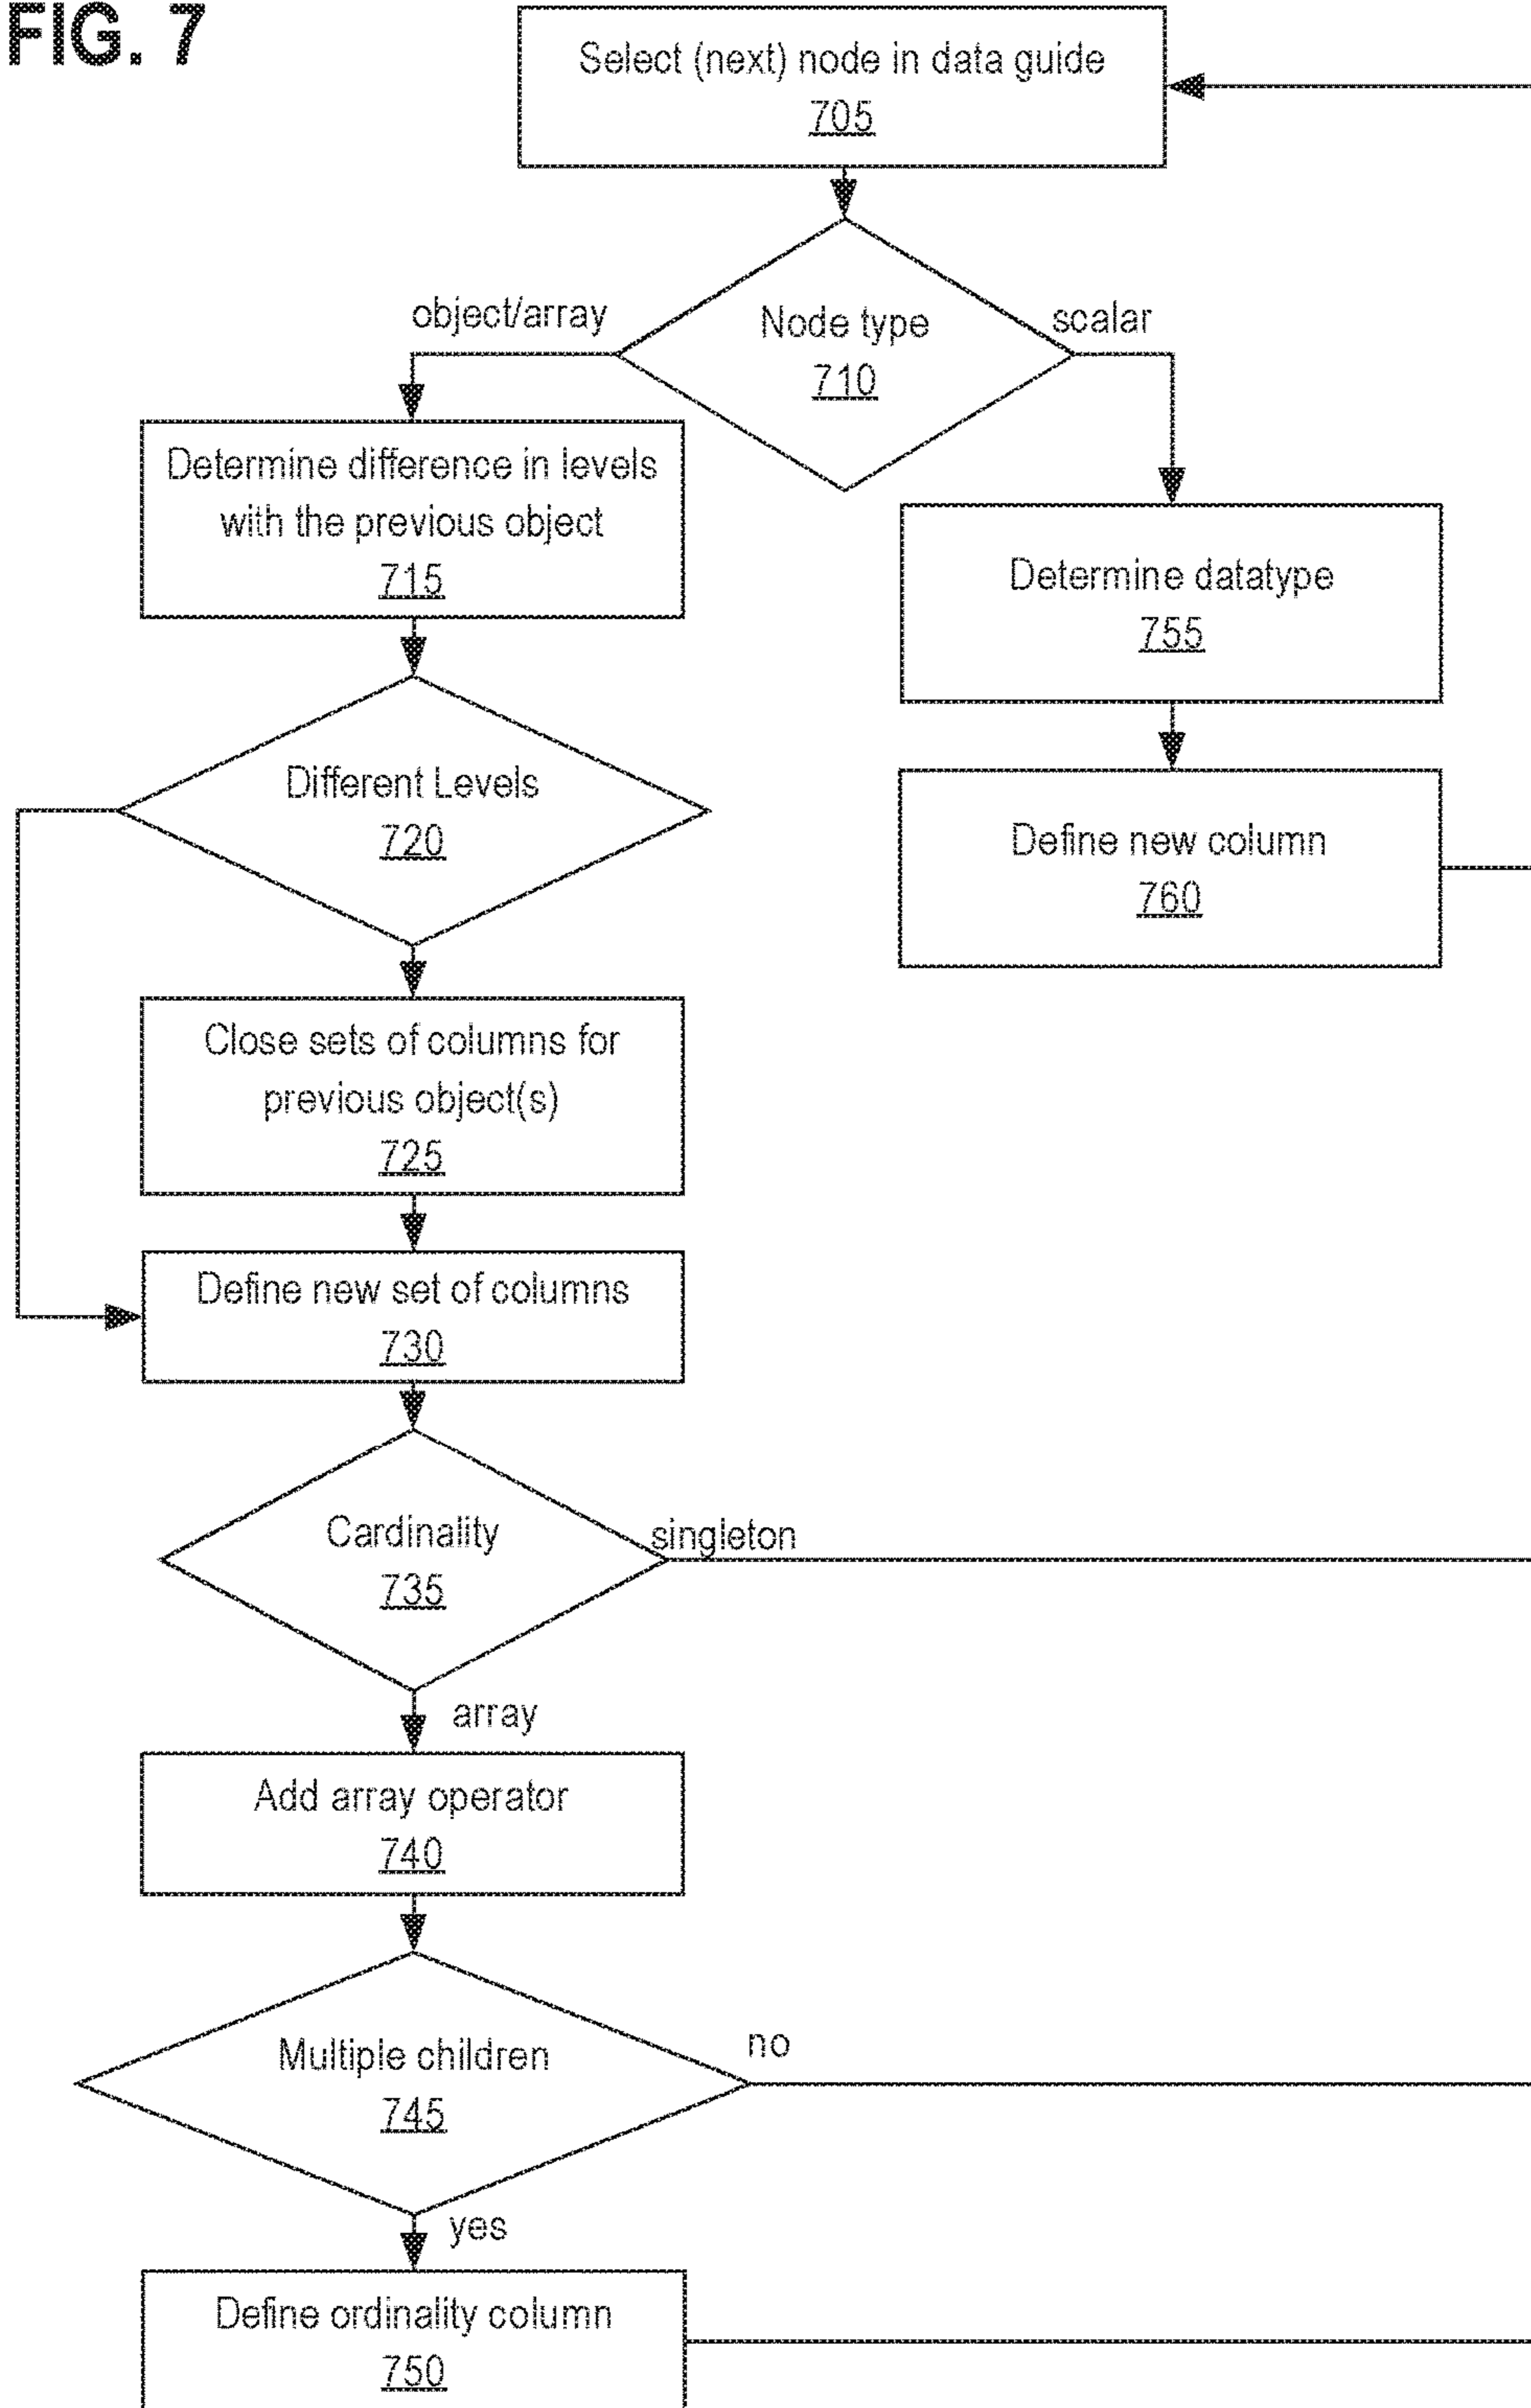 FIG. 7
Select (next) node in data guide
705
object/array
Node type
710
scalar
Determine difference in levels
with the previous object
715
Determine datatype
755
Different Levels
720
Define new column
760
Close sets of columns for
previous object(s)
725
Define new set of columns
730
Cardinality
735
singleton
array
Add array operator
740
Multiple children
745
no
yes
Define ordinality column
750